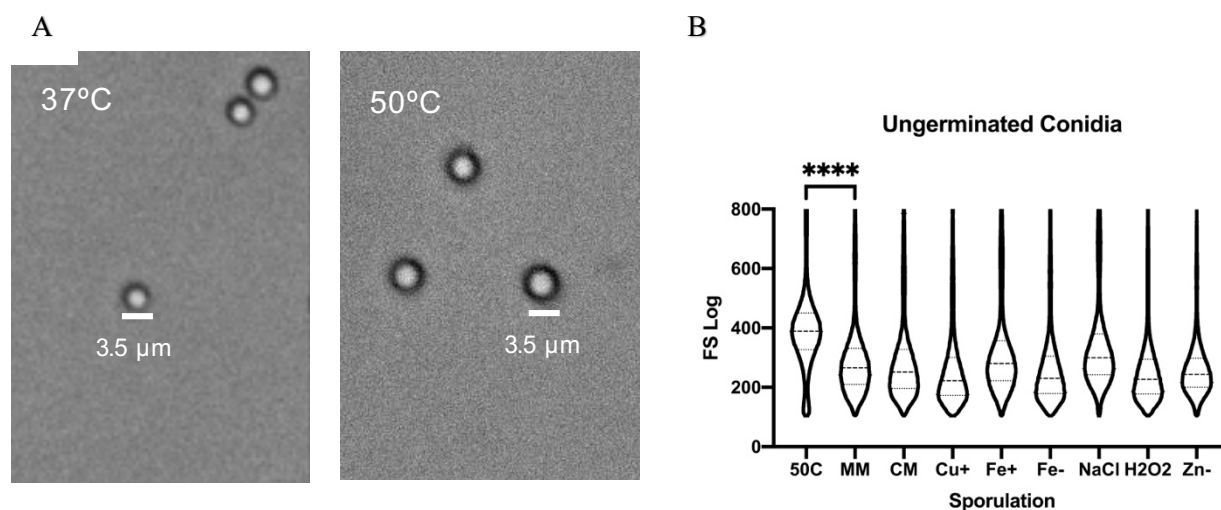 A
37°C
3.5 µm
50°C
3.5 µm
B
Ungerminated Conidia
****
800
600
400
200
0
FS Log
50C MM CM Cu+ Fe+ Fe- NaCl H2O2 Zn-
Sporulation